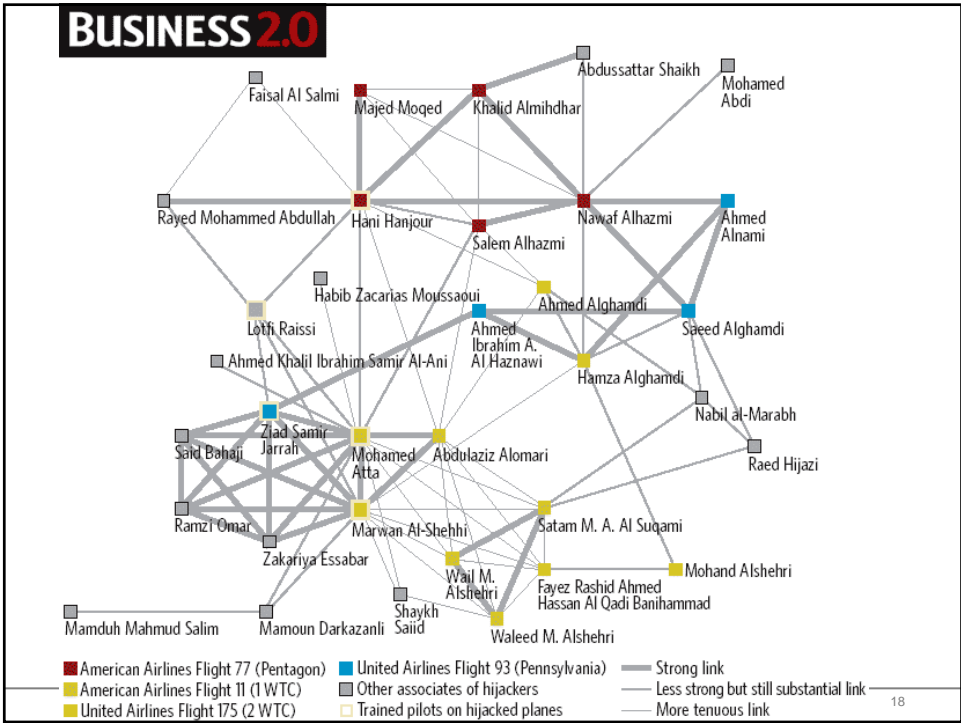 BUSINESS 2.0
Abdussattar Shaikh
Mohamed
Abdi
Faisal Al Salmi
Majed Moqed
Khalid Almihdhar
Rayed Mohammed Abdullah
Hani Hanjour
Nawaf Alhazmi
Ahmed
Alnami
Salem Alhazmi
Habib Zacarias Moussaoui
Ahmed Alghamdi
Lotfi Raissi
Ahmed
Ibrahim A.
Al Haznawi
Saeed Alghamdi
Ahmed Khalil Ibrahim Samir Al-Ani
Hamza Alghamdi
Nabil al-Marabh
Ziad Samir
Jarrah
Said Bahaji
Mohamed
Atta
Abdulaziz Alomari
Raed Hijazi
Ramzi Omar
Marwan Al-Shehhi
Satam M. A. Al Suqami
Zakariya Essabar
Wail M.
Alshehri
Fayez Rashid Ahmed
Hassan Al Qadi Banihammad
Mohand Alshehri
Shaykh
Saiid
Mamduh Mahmud Salim
Mamoun Darkazanli
Waleed M. Alshehri
American Airlines Flight 77 (Pentagon)
American Airlines Flight 11 (1 WTC)
United Airlines Flight 175 (2 WTC)
United Airlines Flight 93 (Pennsylvania)
Other associates of hijackers
Trained pilots on hijacked planes
Strong link
Less strong but still substantial link
More tenuous link
18